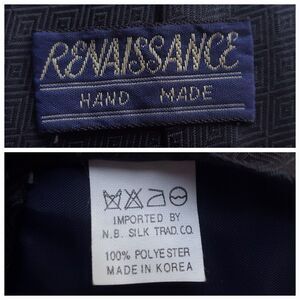 RENAISSANCE
HAND MADE
IMPORTED BY
N.B. SILK TRAD.CO.
100% POLYESTER
MADE IN KOREA